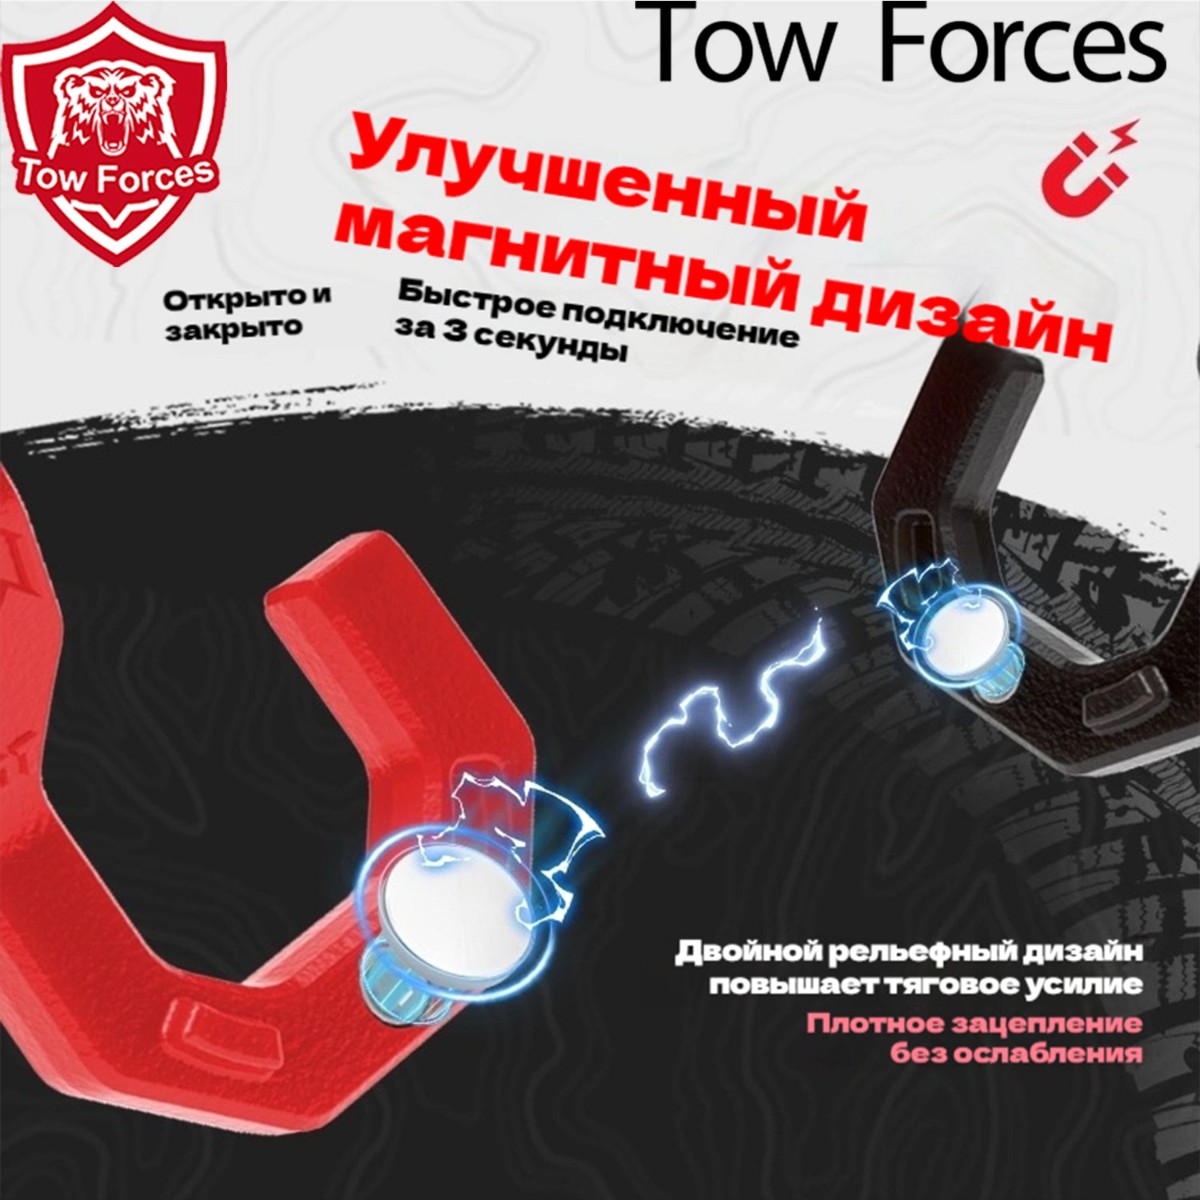 Tow Forces
Tow Forces
Улучшенный
магнитный дизайн
Открыто и
закрыто
Быстрое подключение
за 3 секунды
Двойной рельефный дизайн
повышает тяговое усилие
Плотное зацепление
без ослабления